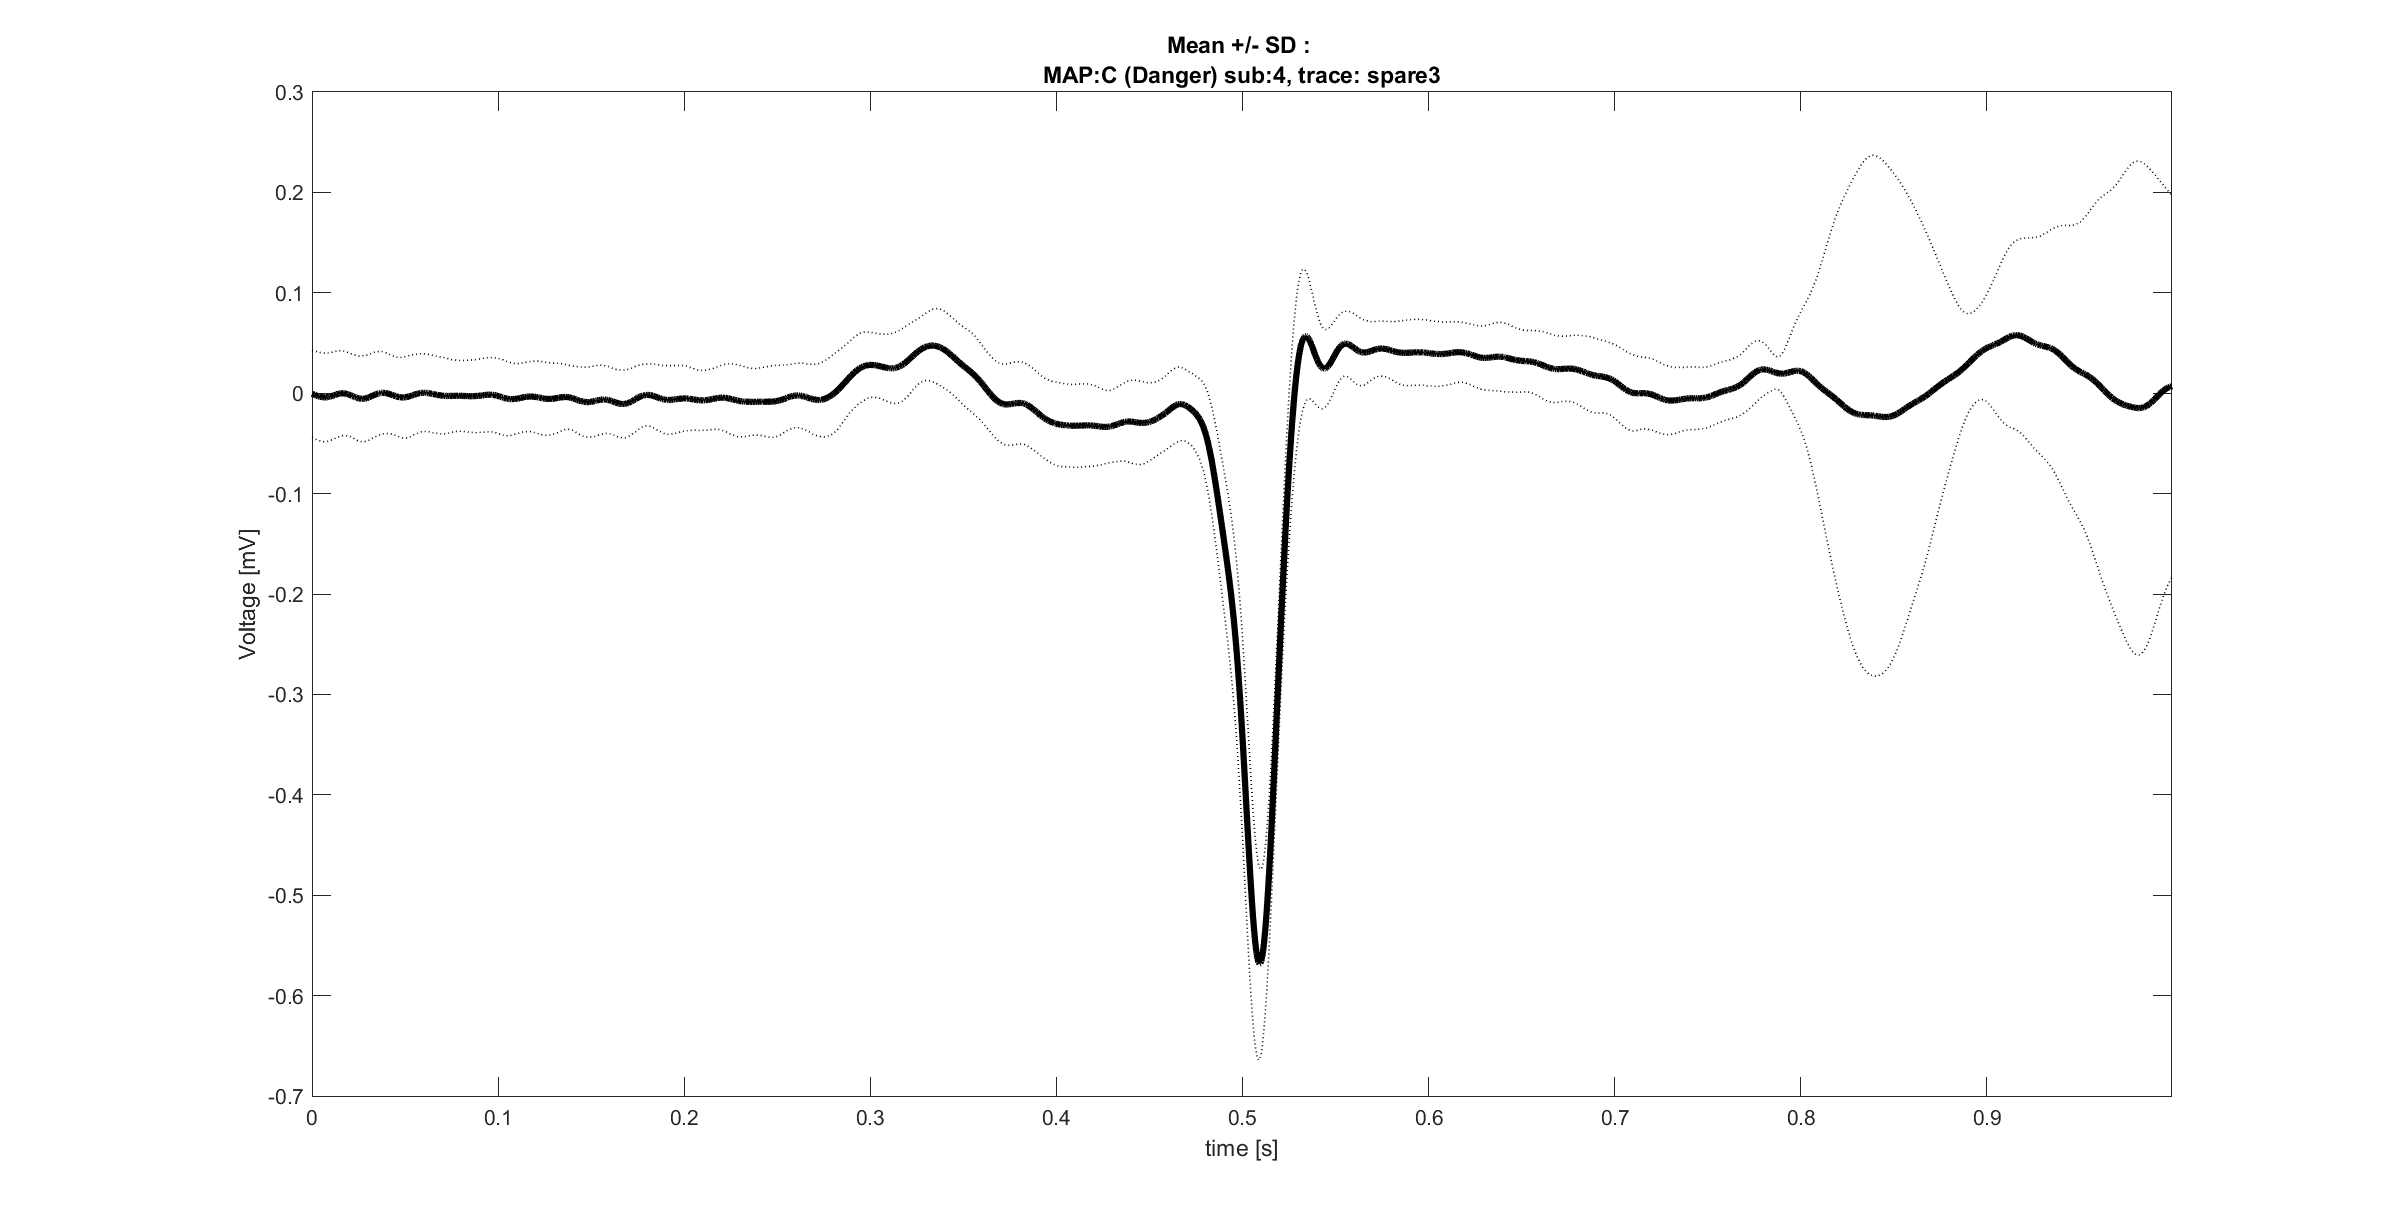 Mean +/- SD :
MAP:C (Danger) sub:4, trace: spare3
0.3
0.2
0.1
0
-0.1
-0.2
-0.3
-0.4
-0.5
-0.6
-0.7
Voltage [mV]
0 0.1 0.2 0.3 0.4 0.5 0.6 0.7 0.8 0.9
time [s]